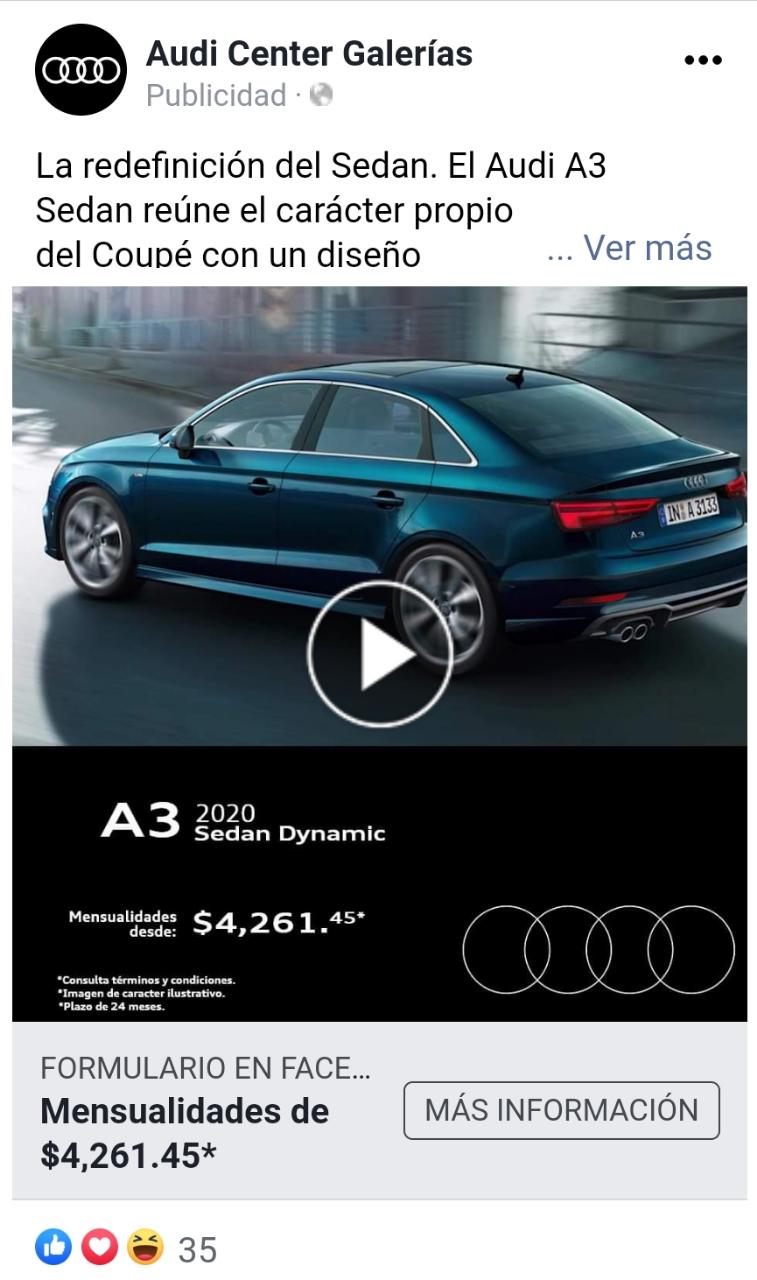 Audi Center Galerías
Publicidad ·
La redefinición del Sedan. El Audi A3
Sedan reúne el carácter propio
del Coupé con un diseño
... Ver más
Audi
IN A 3133
A3
A3 2020
Sedan Dynamic
Mensualidades
desde: $4,261.45*
*Consulta términos y condiciones.
*Imagen de caracter ilustrativo.
*Plazo de 24 meses.
FORMULARIO EN FACE...
Mensualidades de
$4,261.45*
MÁS INFORMACIÓN
35